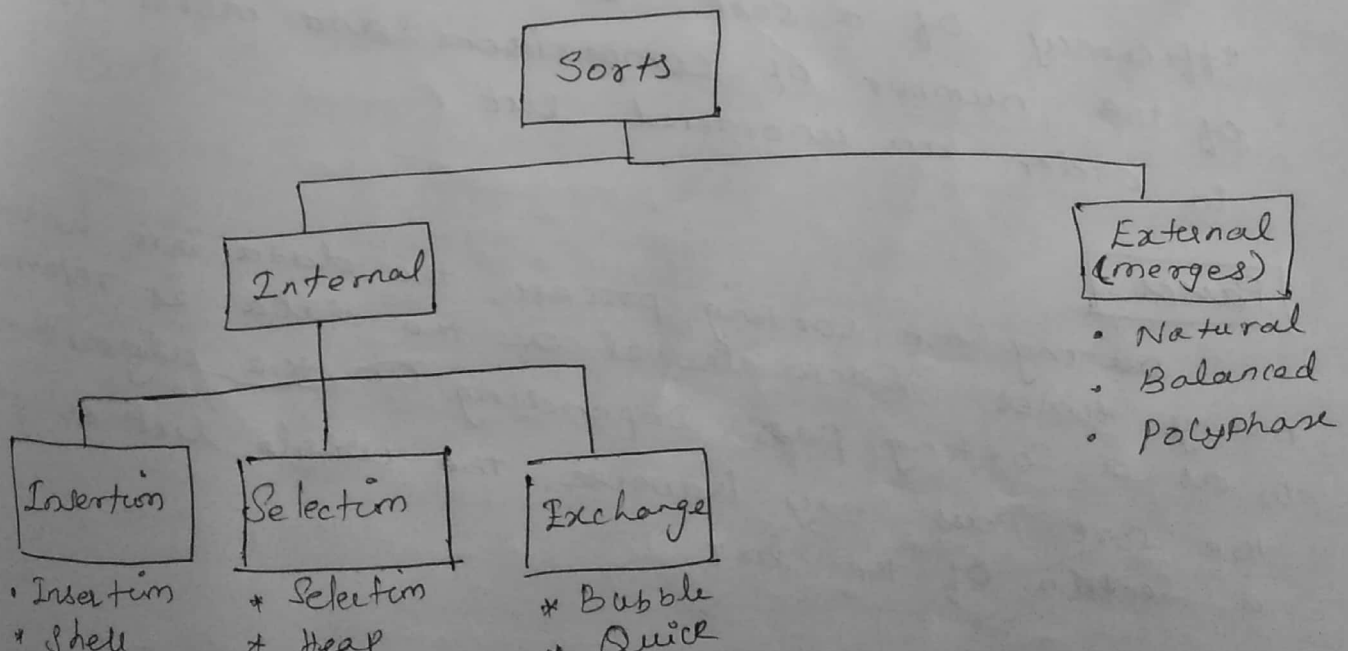 Sorts
Internal
External
(merges)
• Natural
• Balanced
• Polyphase
Insertion
Selection
Exchange
• Insertion
* Shell
* Selection
* Heap
* Bubble
* Quick